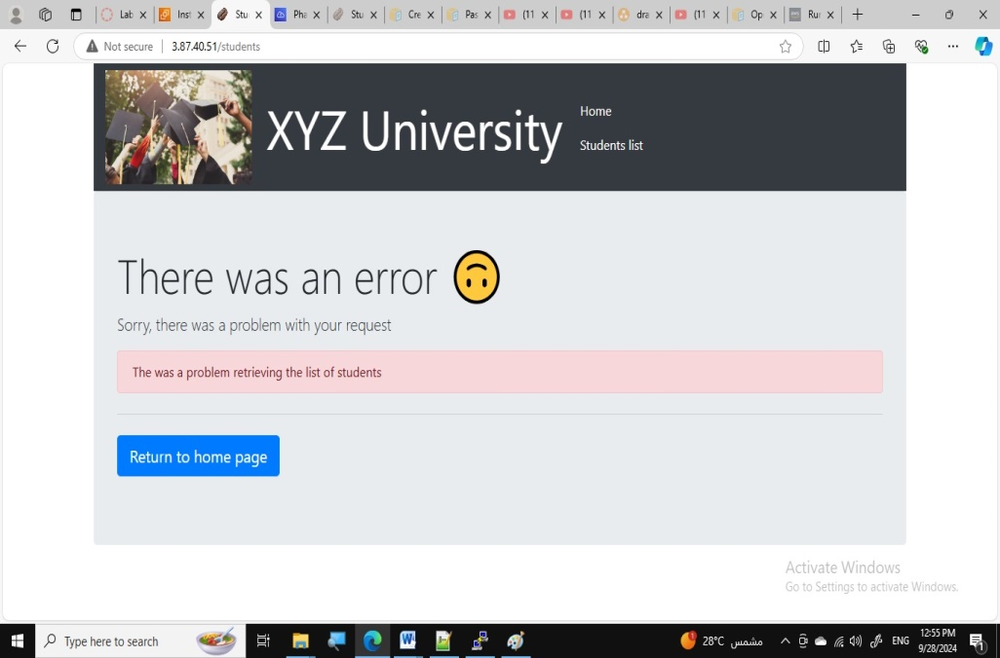 Lab
Inst
Stu
Pha
Stu
Cre
Pas
(11
(11
dra
(11
Op
Rur
Not secure
3.87.40.51/students
XYZ University
Home
Students list
There was an error
Sorry, there was a problem with your request
The was a problem retrieving the list of students
Return to home page
Activate Windows
Go to Settings to activate Windows.
Type here to search
28°C مشمس
ENG
12:55 PM
9/28/2024
1